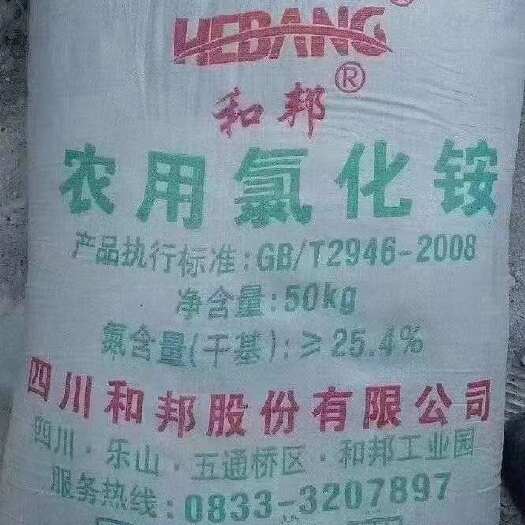 HEBANG®
和邦®
农用氯化铵
产品执行标准:GB/T2946-2008
净含量:50kg
氮含量(干基):≥25.4%
四川和邦股份有限公司
四川·乐山·五通桥区·和邦工业园
服务热线:0833-3207897